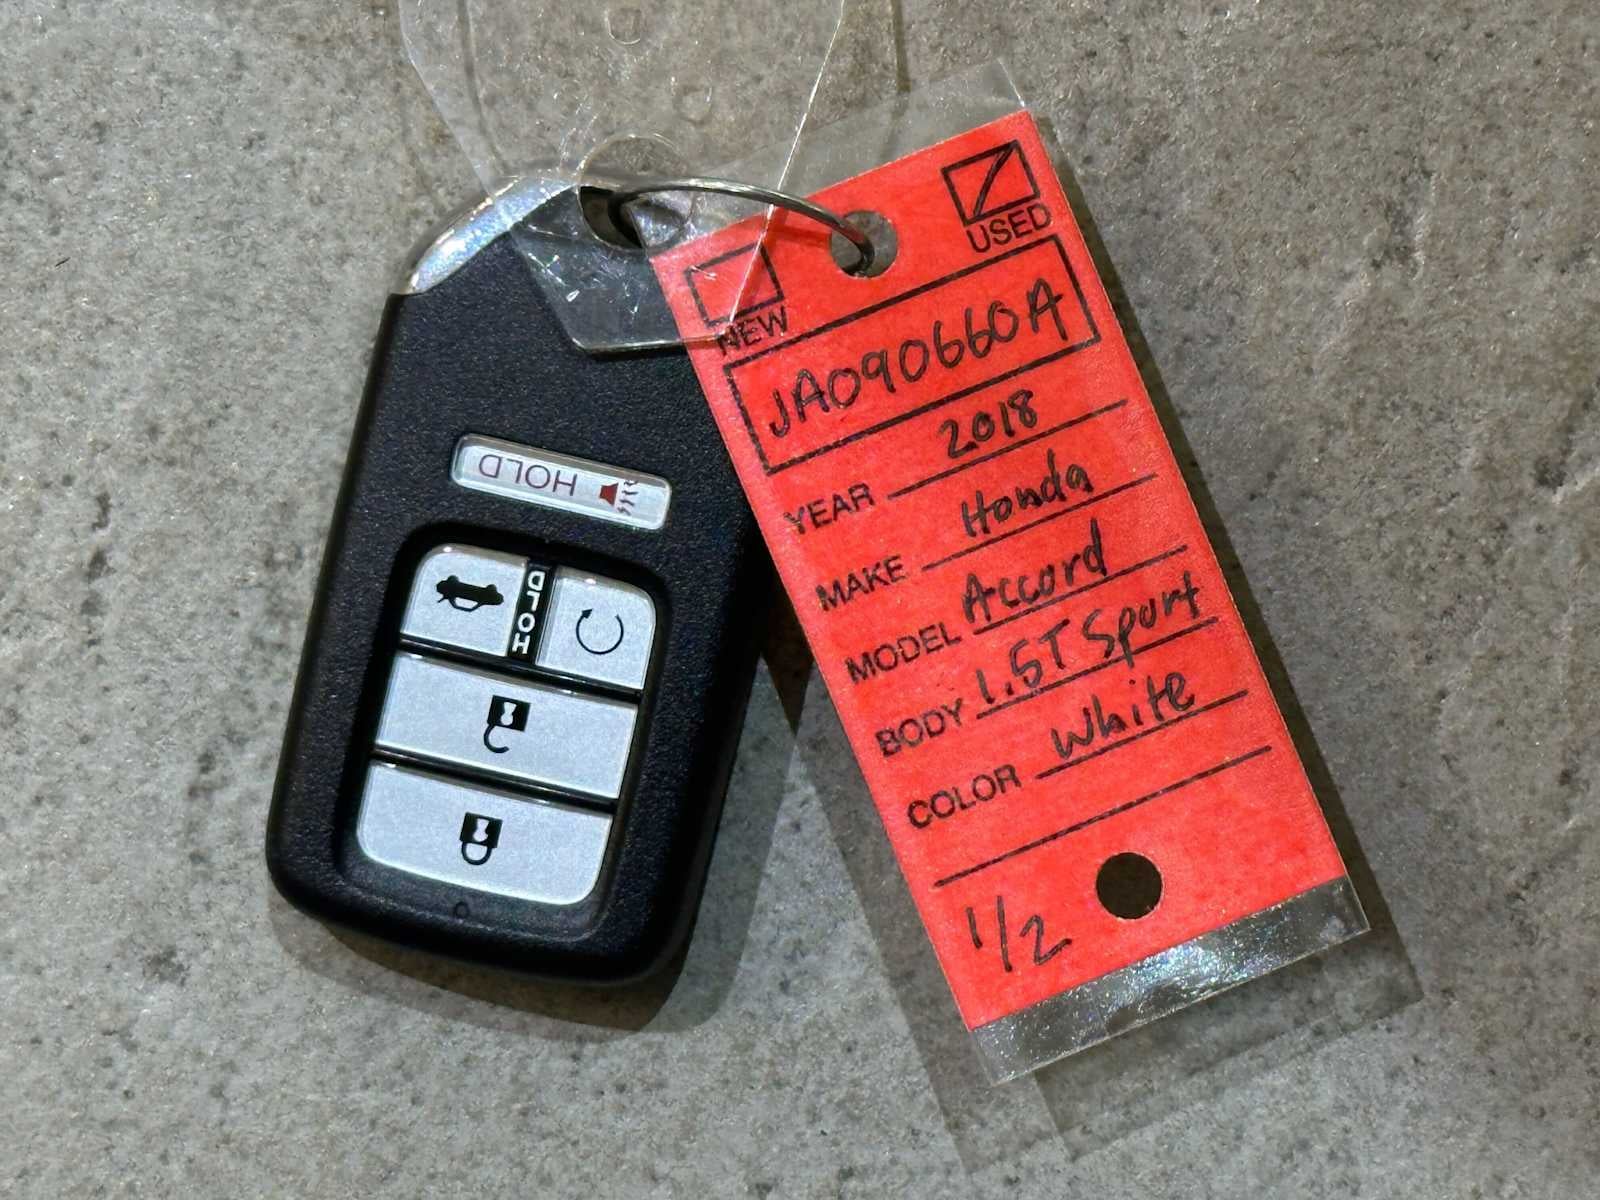 HOLD
HOLD
USED
NEW
JA090660A
YEAR 2018
MAKE Honda
MODEL Accord
BODY 1.5T Sport
COLOR White
1/2